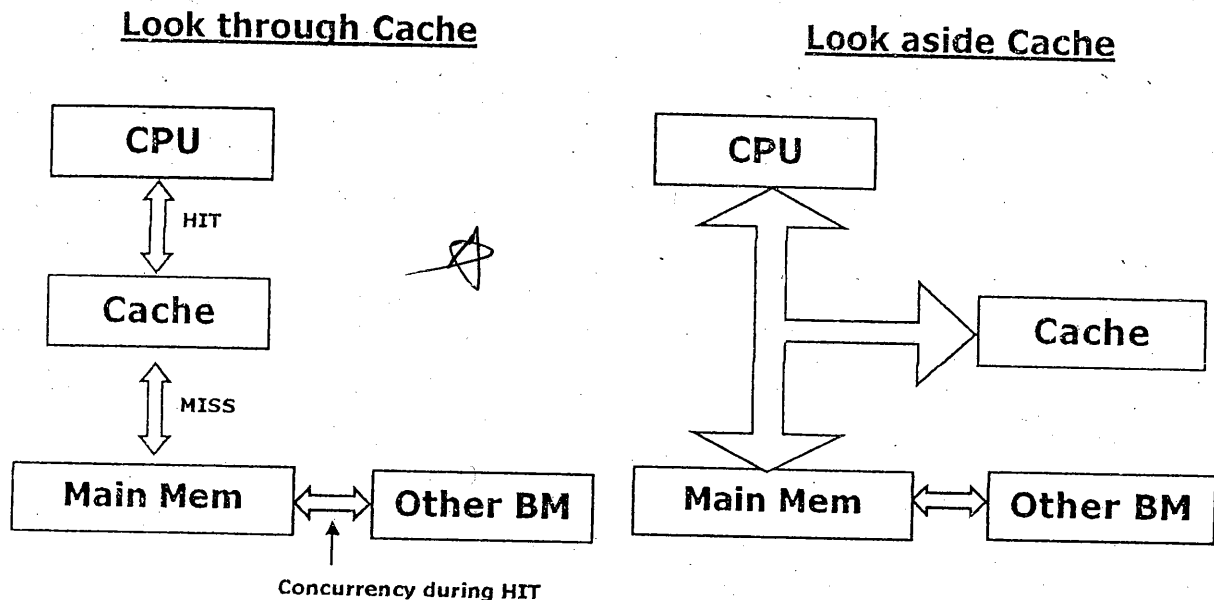 Look through Cache
CPU
HIT
Cache
MISS
Main Mem
Other BM
Concurrency during HIT
Look aside Cache
CPU
Cache
Main Mem
Other BM